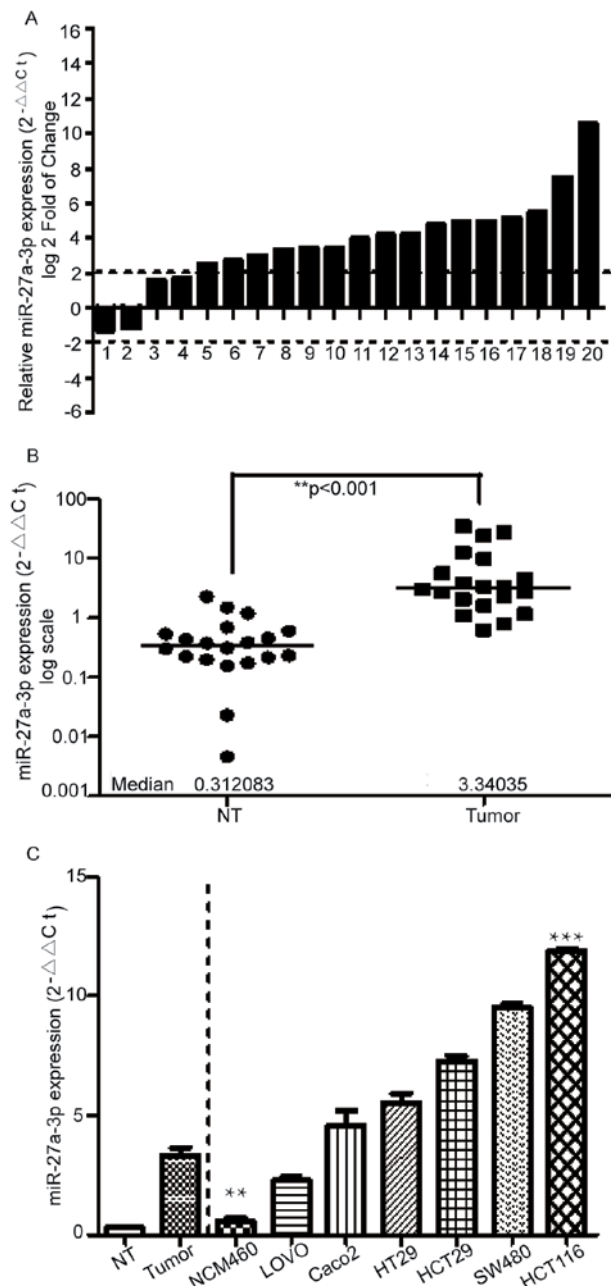 A
Relative miR-27a-3p expression (2-△△C t)
log 2 Fold of Change
16
14
12
10
8
6
4
2
0
-2
-4
-6
1 2 3 4 5 6 7 8 9 10 11 12 13 14 15 16 17 18 19 20
B
miR-27a-3p expression (2-△△C t)
log scale
**p<0.001
100
10
1
0.1
0.01
0.001
Median 0.312083 3.34035
NT Tumor
C
miR-27a-3p expression (2-△△C t)
15
10
5
0
** ***
NT Tumor NCM460 LOVO Caco2 HT29 HCT29 SW480 HCT116